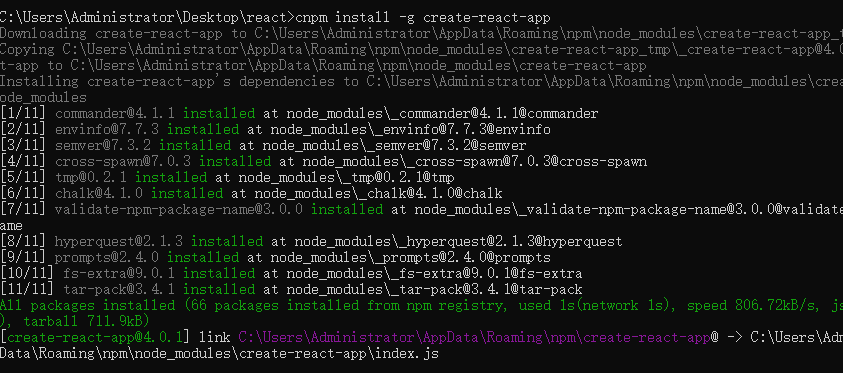 C:\Users\Administrator\Desktop\react>cnpm install -g create-react-app
Downloading create-react-app to C:\Users\Administrator\AppData\Roaming\npm\node_modules\create-react-app_t
Copying C:\Users\Administrator\AppData\Roaming\npm\node_modules\create-react-app_tmp\_create-react-app@4.0
t-app to C:\Users\Administrator\AppData\Roaming\npm\node_modules\create-react-app
Installing create-react-app's dependencies to C:\Users\Administrator\AppData\Roaming\npm\node_modules\crea
ode_modules
[1/11] commander@4.1.1 installed at node_modules\_commander@4.1.1@commander
[2/11] envinfo@7.7.3 installed at node_modules\_envinfo@7.7.3@envinfo
[3/11] semver@7.3.2 installed at node_modules\_semver@7.3.2@semver
[4/11] cross-spawn@7.0.3 installed at node_modules\_cross-spawn@7.0.3@cross-spawn
[5/11] tmp@0.2.1 installed at node_modules\_tmp@0.2.1@tmp
[6/11] chalk@4.1.0 installed at node_modules\_chalk@4.1.0@chalk
[7/11] validate-npm-package-name@3.0.0 installed at node_modules\_validate-npm-package-name@3.0.0@validate
ame
[8/11] hyperquest@2.1.3 installed at node_modules\_hyperquest@2.1.3@hyperquest
[9/11] prompts@2.4.0 installed at node_modules\_prompts@2.4.0@prompts
[10/11] fs-extra@9.0.1 installed at node_modules\_fs-extra@9.0.1@fs-extra
[11/11] tar-pack@3.4.1 installed at node_modules\_tar-pack@3.4.1@tar-pack
All packages installed (66 packages installed from npm registry, used 1s(network 1s), speed 806.72kB/s, js
), tarball 711.9kB)
[create-react-app@4.0.1] link C:\Users\Administrator\AppData\Roaming\npm\create-react-app@ -> C:\Users\Adm
Data\Roaming\npm\node_modules\create-react-app\index.js